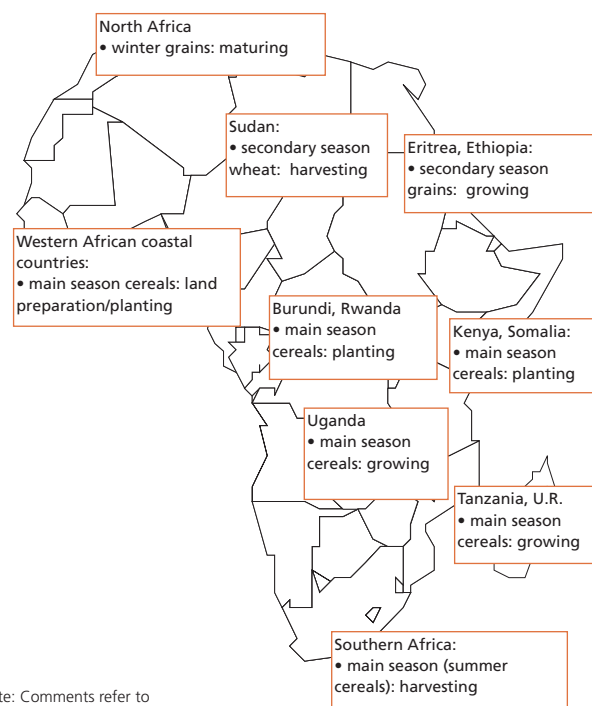 North Africa
• winter grains: maturing
Sudan:
• secondary season
wheat: harvesting
Eritrea, Ethiopia:
• secondary season
grains: growing
Western African coastal
countries:
• main season cereals: land
preparation/planting
Burundi, Rwanda
• main season
cereals: planting
Kenya, Somalia:
• main season
cereals: planting
Uganda
• main season
cereals: growing
Tanzania, U.R.
• main season
cereals: growing
Southern Africa:
• main season (summer
cereals): harvesting
te: Comments refer to